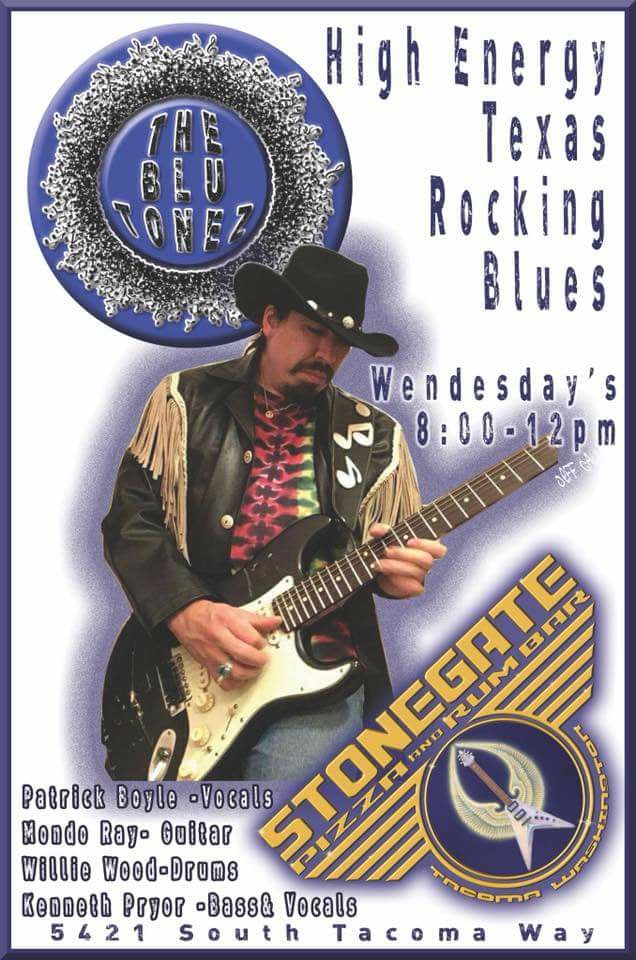 THE
BLU
TONEZ
High Energy
Texas
Rocking
Blues
Wendesday's
8:00-12pm
STONEGATE
PIZZA AND RUM BAR
TACOMA WASHINGTON
Patrick Boyle -Vocals
Mondo Ray- Guitar
Willie Wood-Drums
Kenneth Pryor -Bass& Vocals
5421 South Tacoma Way